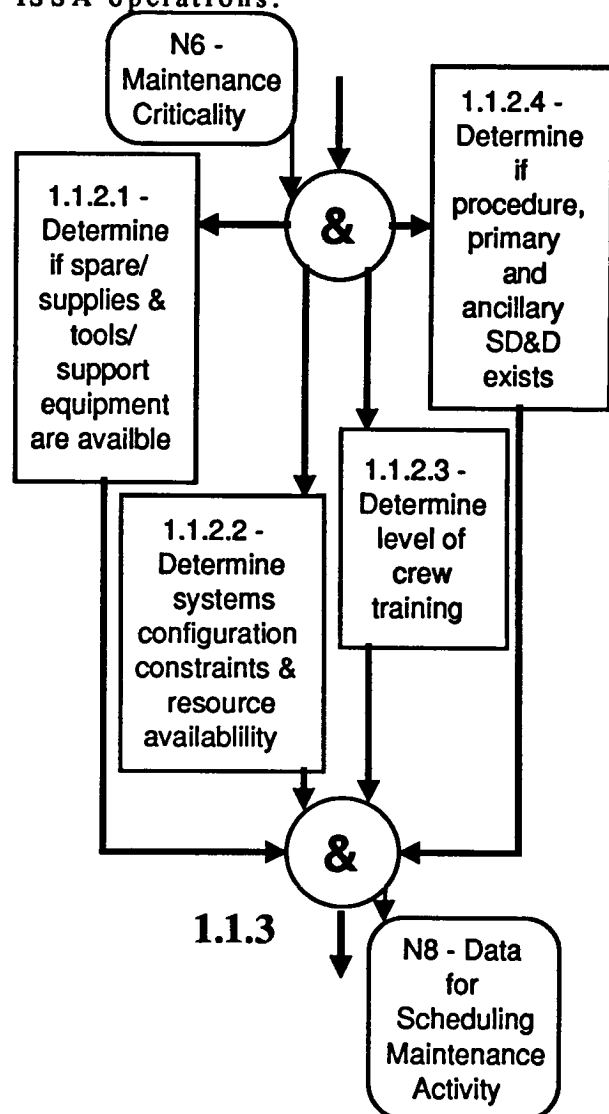 ISSA operations.
N6 -
Maintenance
Criticality
&
1.1.2.4 -
Determine
if
procedure,
primary
and
ancillary
SD&D
exists
1.1.2.1 -
Determine
if spare/
supplies &
tools/
support
equipment
are availble
1.1.2.3 -
Determine
level of
crew
training
1.1.2.2 -
Determine
systems
configuration
constraints &
resource
availablility
&
1.1.3
N8 - Data
for
Scheduling
Maintenance
Activity